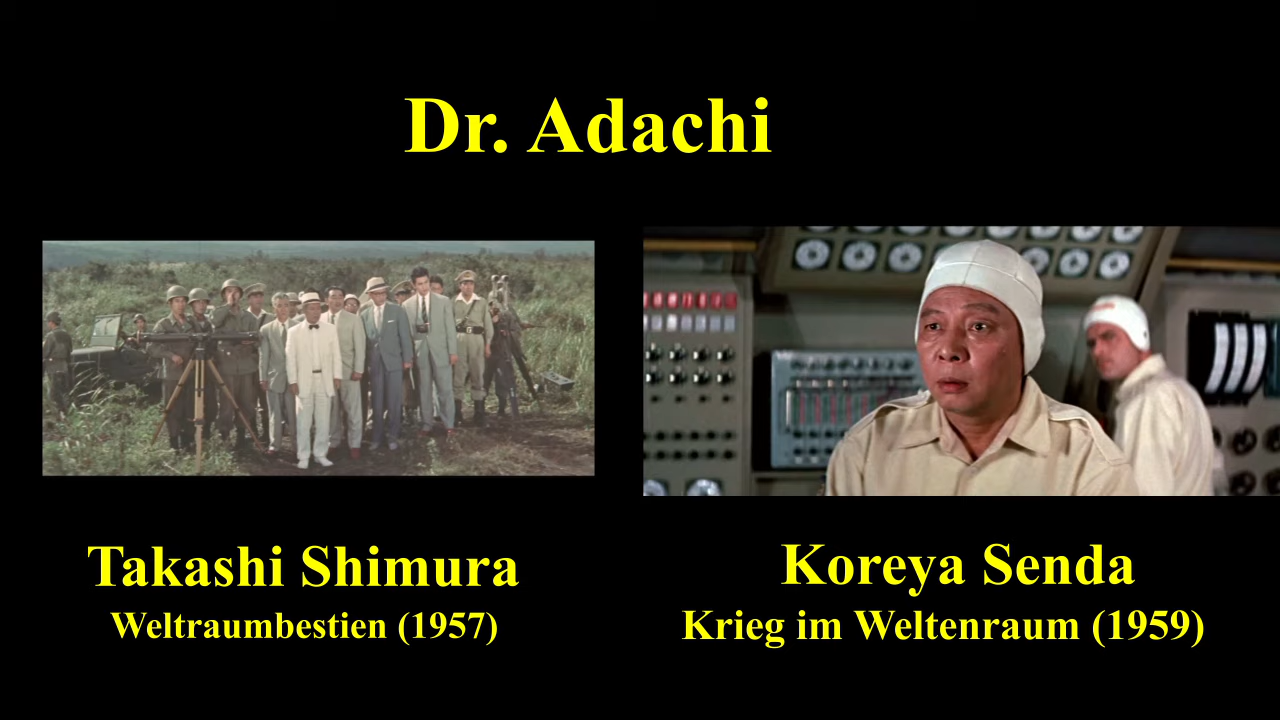 Dr. Adachi
Takashi Shimura
Weltraumbestien (1957)
Koreya Senda
Krieg im Weltenraum (1959)